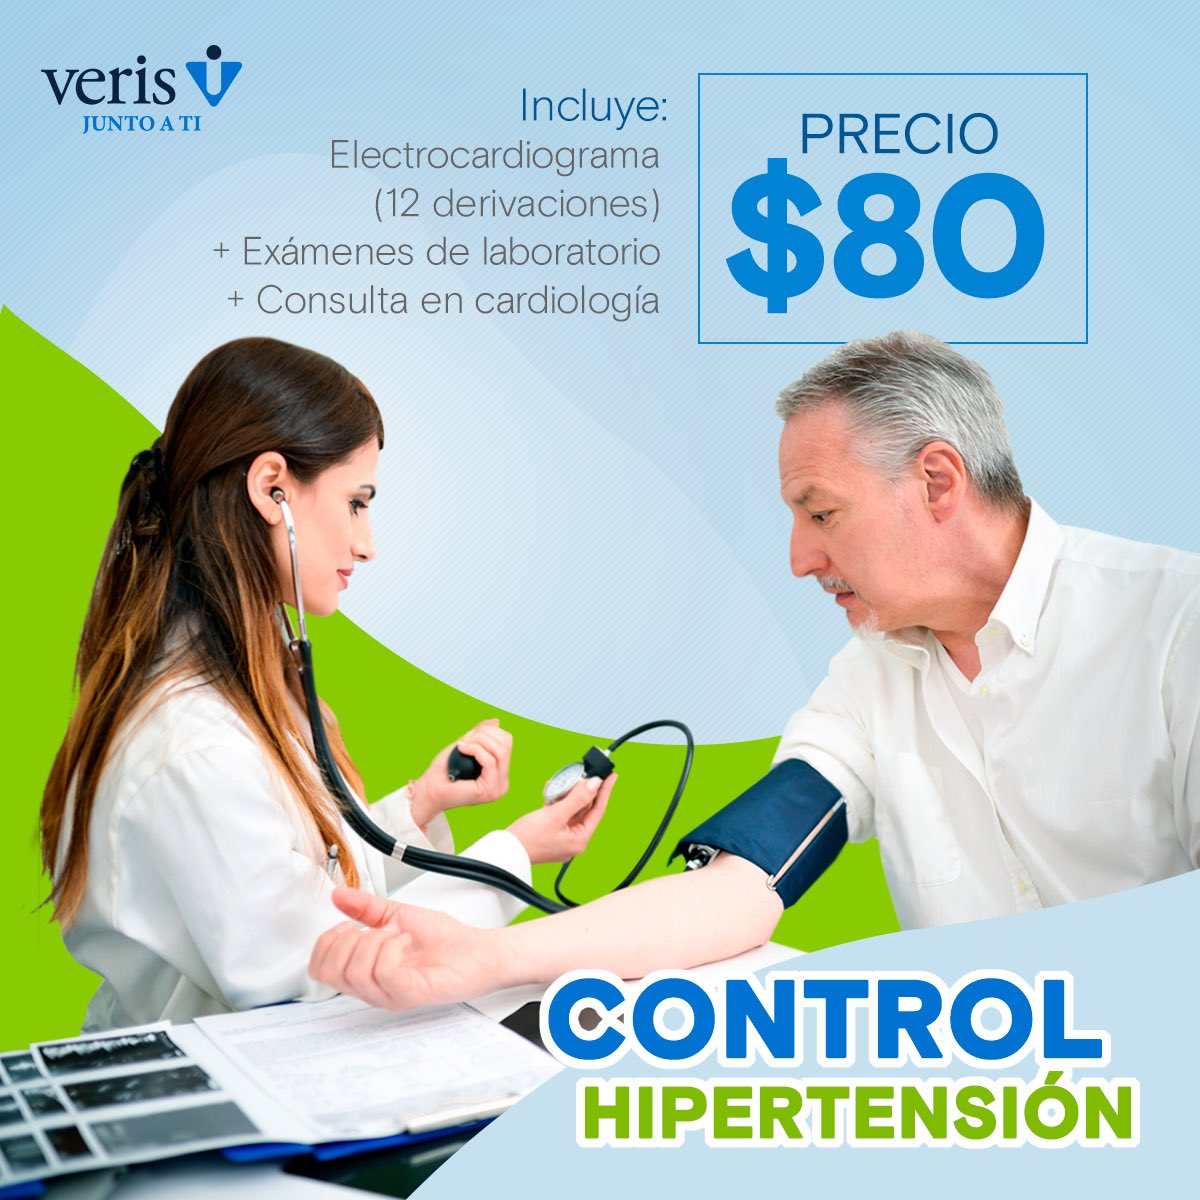 veris
JUNTO A TI
Incluye:
Electrocardiograma
(12 derivaciones)
+ Exámenes de laboratorio
+ Consulta en cardiología
PRECIO
$80
CONTROL
HIPERTENSIÓN